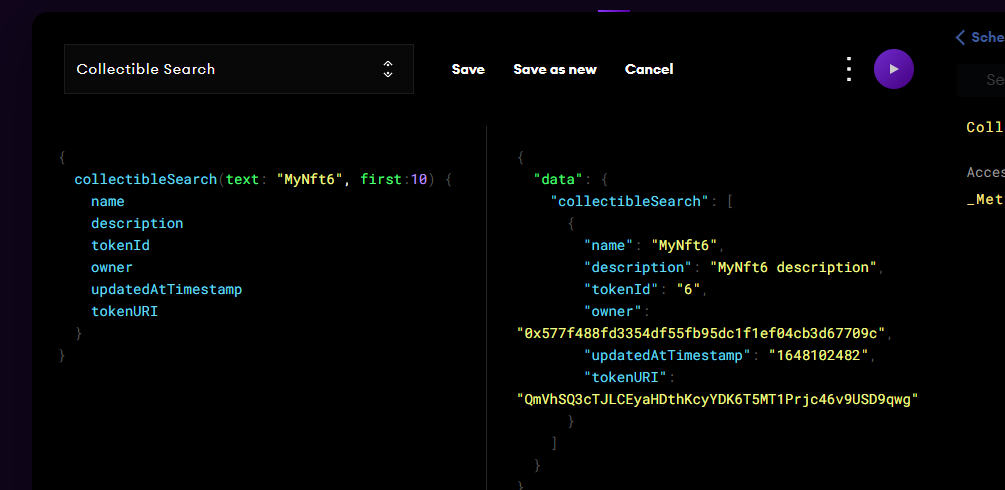 Collectible Search
Save
Save as new
Cancel
{
collectibleSearch(text: "MyNft6", first:10) {
name
description
tokenId
owner
updatedAtTimestamp
tokenURI
}
}
{
"data": {
"collectibleSearch": [
{
"name": "MyNft6",
"description": "MyNft6 description",
"tokenId": "6",
"owner":
"0x577f488fd3354df55fb95dc1f1ef04cb3d67709c",
"updatedAtTimestamp": "1648102482",
"tokenURI":
"QmVhSQ3cTJLCEyaHDthKcyYDK6T5MT1Prjc46v9USD9qwg"
}
]
}
}
Sche
Se
Coll
Acces
_Met